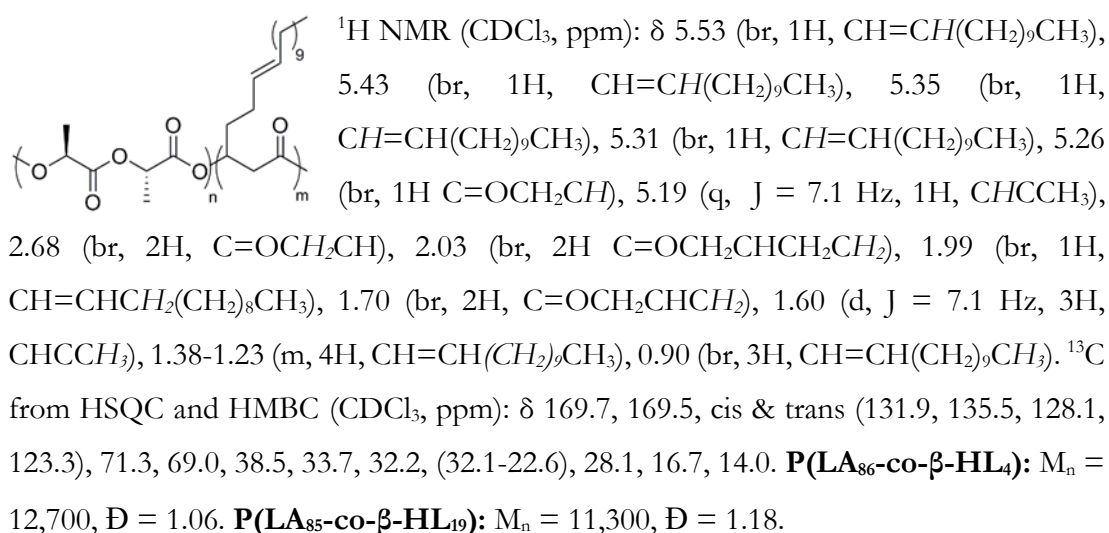 9
O
O
O
O
O
O
n
m
¹H NMR (CDCl₃, ppm): δ 5.53 (br, 1H, CH=CH(CH₂)₉CH₃),
5.43 (br, 1H, CH=CH(CH₂)₉CH₃), 5.35 (br, 1H,
CH=CH(CH₂)₉CH₃), 5.31 (br, 1H, CH=CH(CH₂)₉CH₃), 5.26
(br, 1H C=OCH₂CH), 5.19 (q, J = 7.1 Hz, 1H, CHCCH₃),
2.68 (br, 2H, C=OCH₂CH), 2.03 (br, 2H C=OCH₂CHCH₂CH₂), 1.99 (br, 1H,
CH=CHCH₂(CH₂)₈CH₃), 1.70 (br, 2H, C=OCH₂CHCH₂), 1.60 (d, J = 7.1 Hz, 3H,
CHCCH₃), 1.38-1.23 (m, 4H, CH=CH(CH₂)₉CH₃), 0.90 (br, 3H, CH=CH(CH₂)₉CH₃). ¹³C
from HSQC and HMBC (CDCl₃, ppm): δ 169.7, 169.5, cis & trans (131.9, 135.5, 128.1,
123.3), 71.3, 69.0, 38.5, 33.7, 32.2, (32.1-22.6), 28.1, 16.7, 14.0. P(LA₈₆-co-β-HL₄): Mₙ =
12,700, Đ = 1.06. P(LA₈₅-co-β-HL₁₉): Mₙ = 11,300, Đ = 1.18.